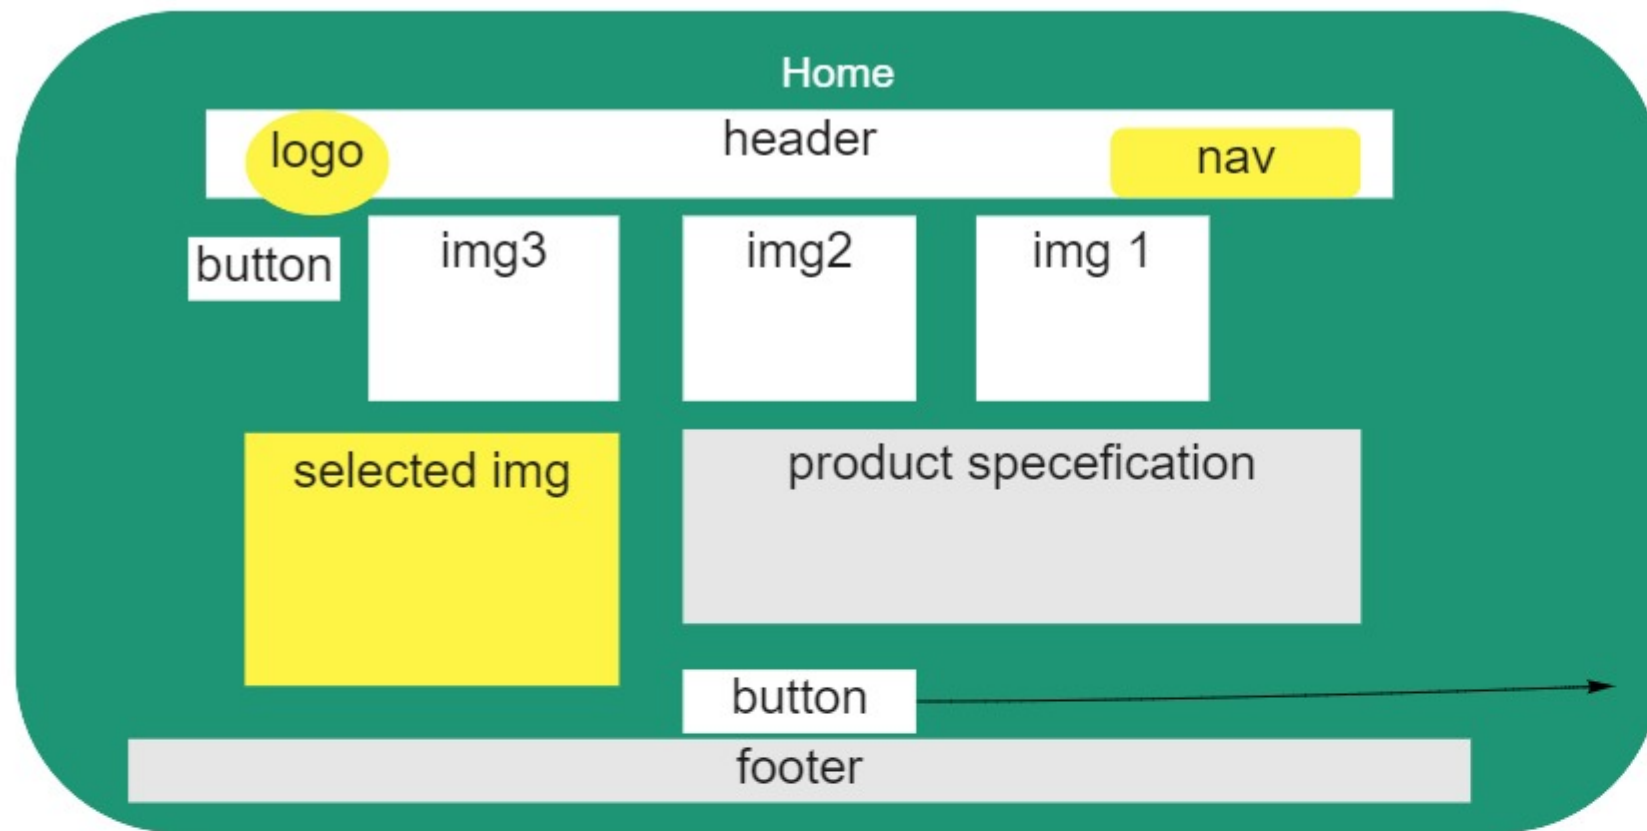 Home
logo
header
nav
button
img3
img2
img 1
selected img
product specefication
button
footer